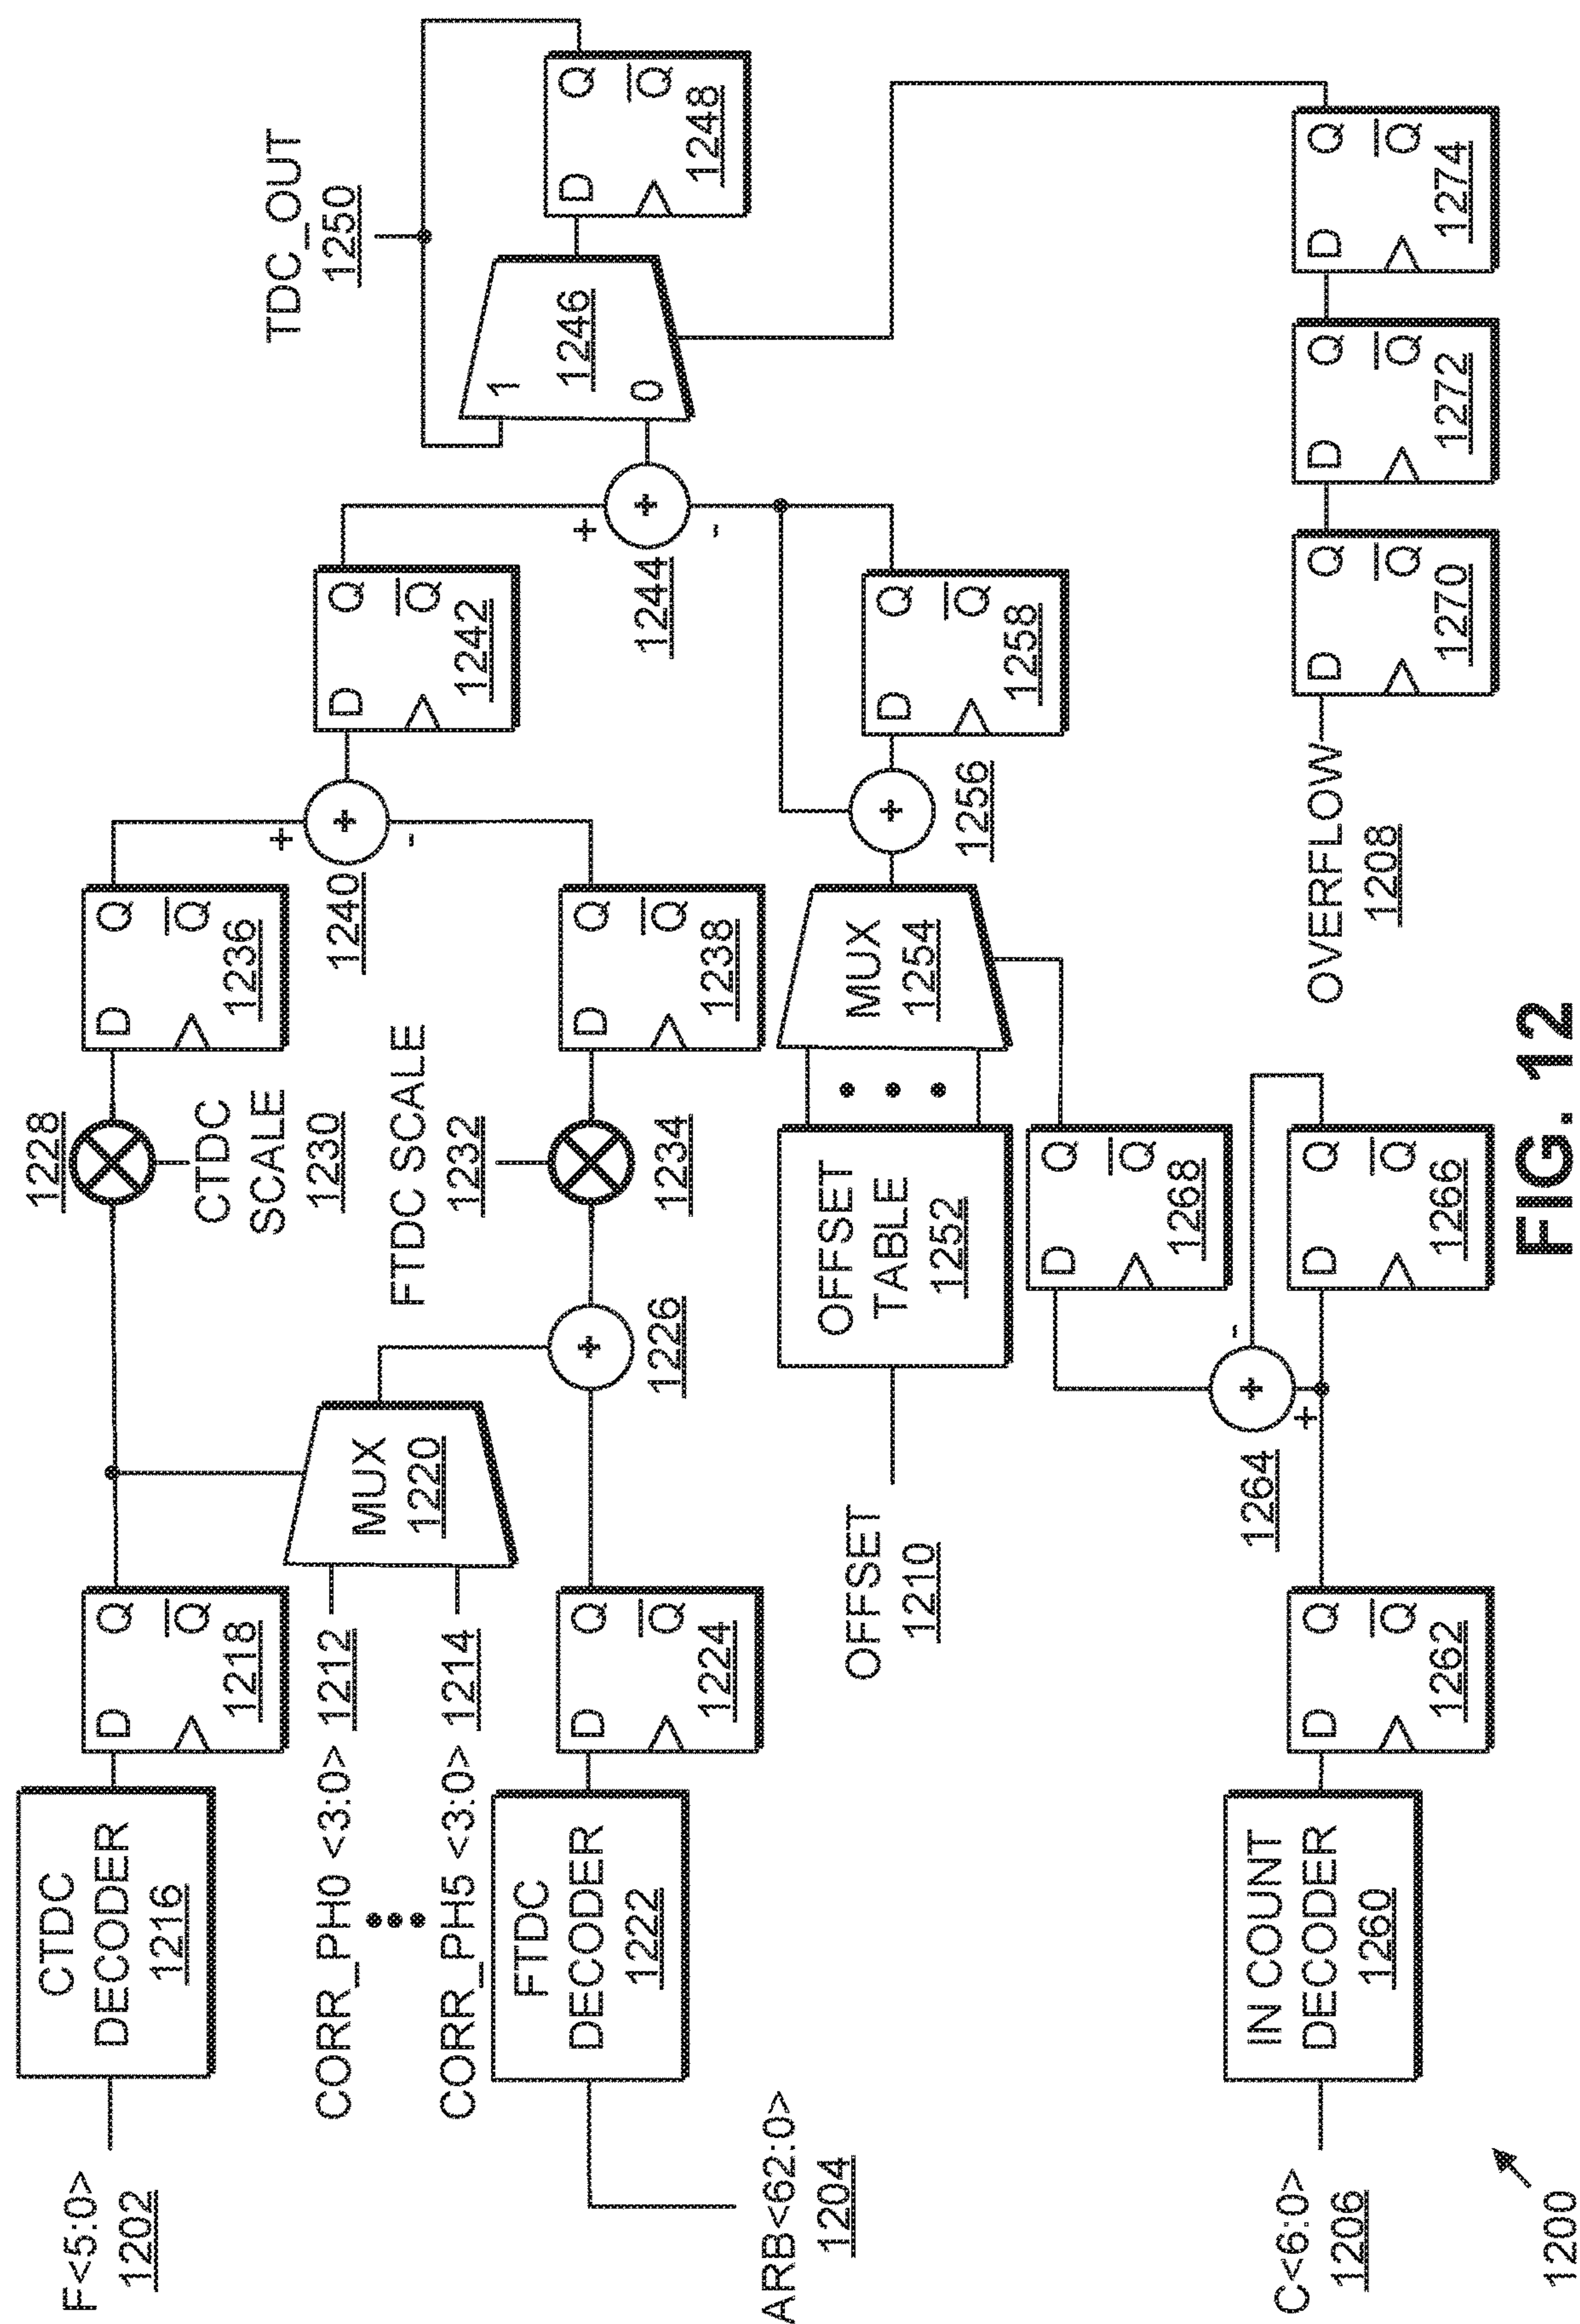 F<5:0>
1202
CTDC
DECODER
1216
D
Q
Q
1218
1228
CTDC
SCALE
1230
D
Q
Q
1236
CORR_PH0 <3:0> 1212
CORR_PH5 <3:0> 1214
MUX
1220
FTDC SCALE
1232
+
+
-
1240
D
Q
Q
1242
TDC_OUT
1250
ARB<62:0>
1204
FTDC
DECODER
1222
D
Q
Q
1224
+
1226
1234
D
Q
Q
1238
+
+
-
1244
1
0
1246
D
Q
Q
1248
OFFSET
1210
OFFSET
TABLE
1252
MUX
1254
+
1256
D
Q
Q
1258
D
Q
Q
1268
C<6:0>
1206
IN COUNT
DECODER
1260
D
Q
Q
1262
+
+
-
1264
D
Q
Q
1266
OVERFLOW
1208
D
Q
Q
1270
D
Q
Q
1272
D
Q
Q
1274
1200
FIG. 12